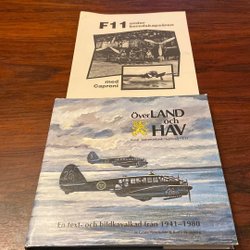 F11 under
beredskapsåren
med
Caproni
Över LAND
och
HAV
En text- och bildkavalkad från 1941–1980